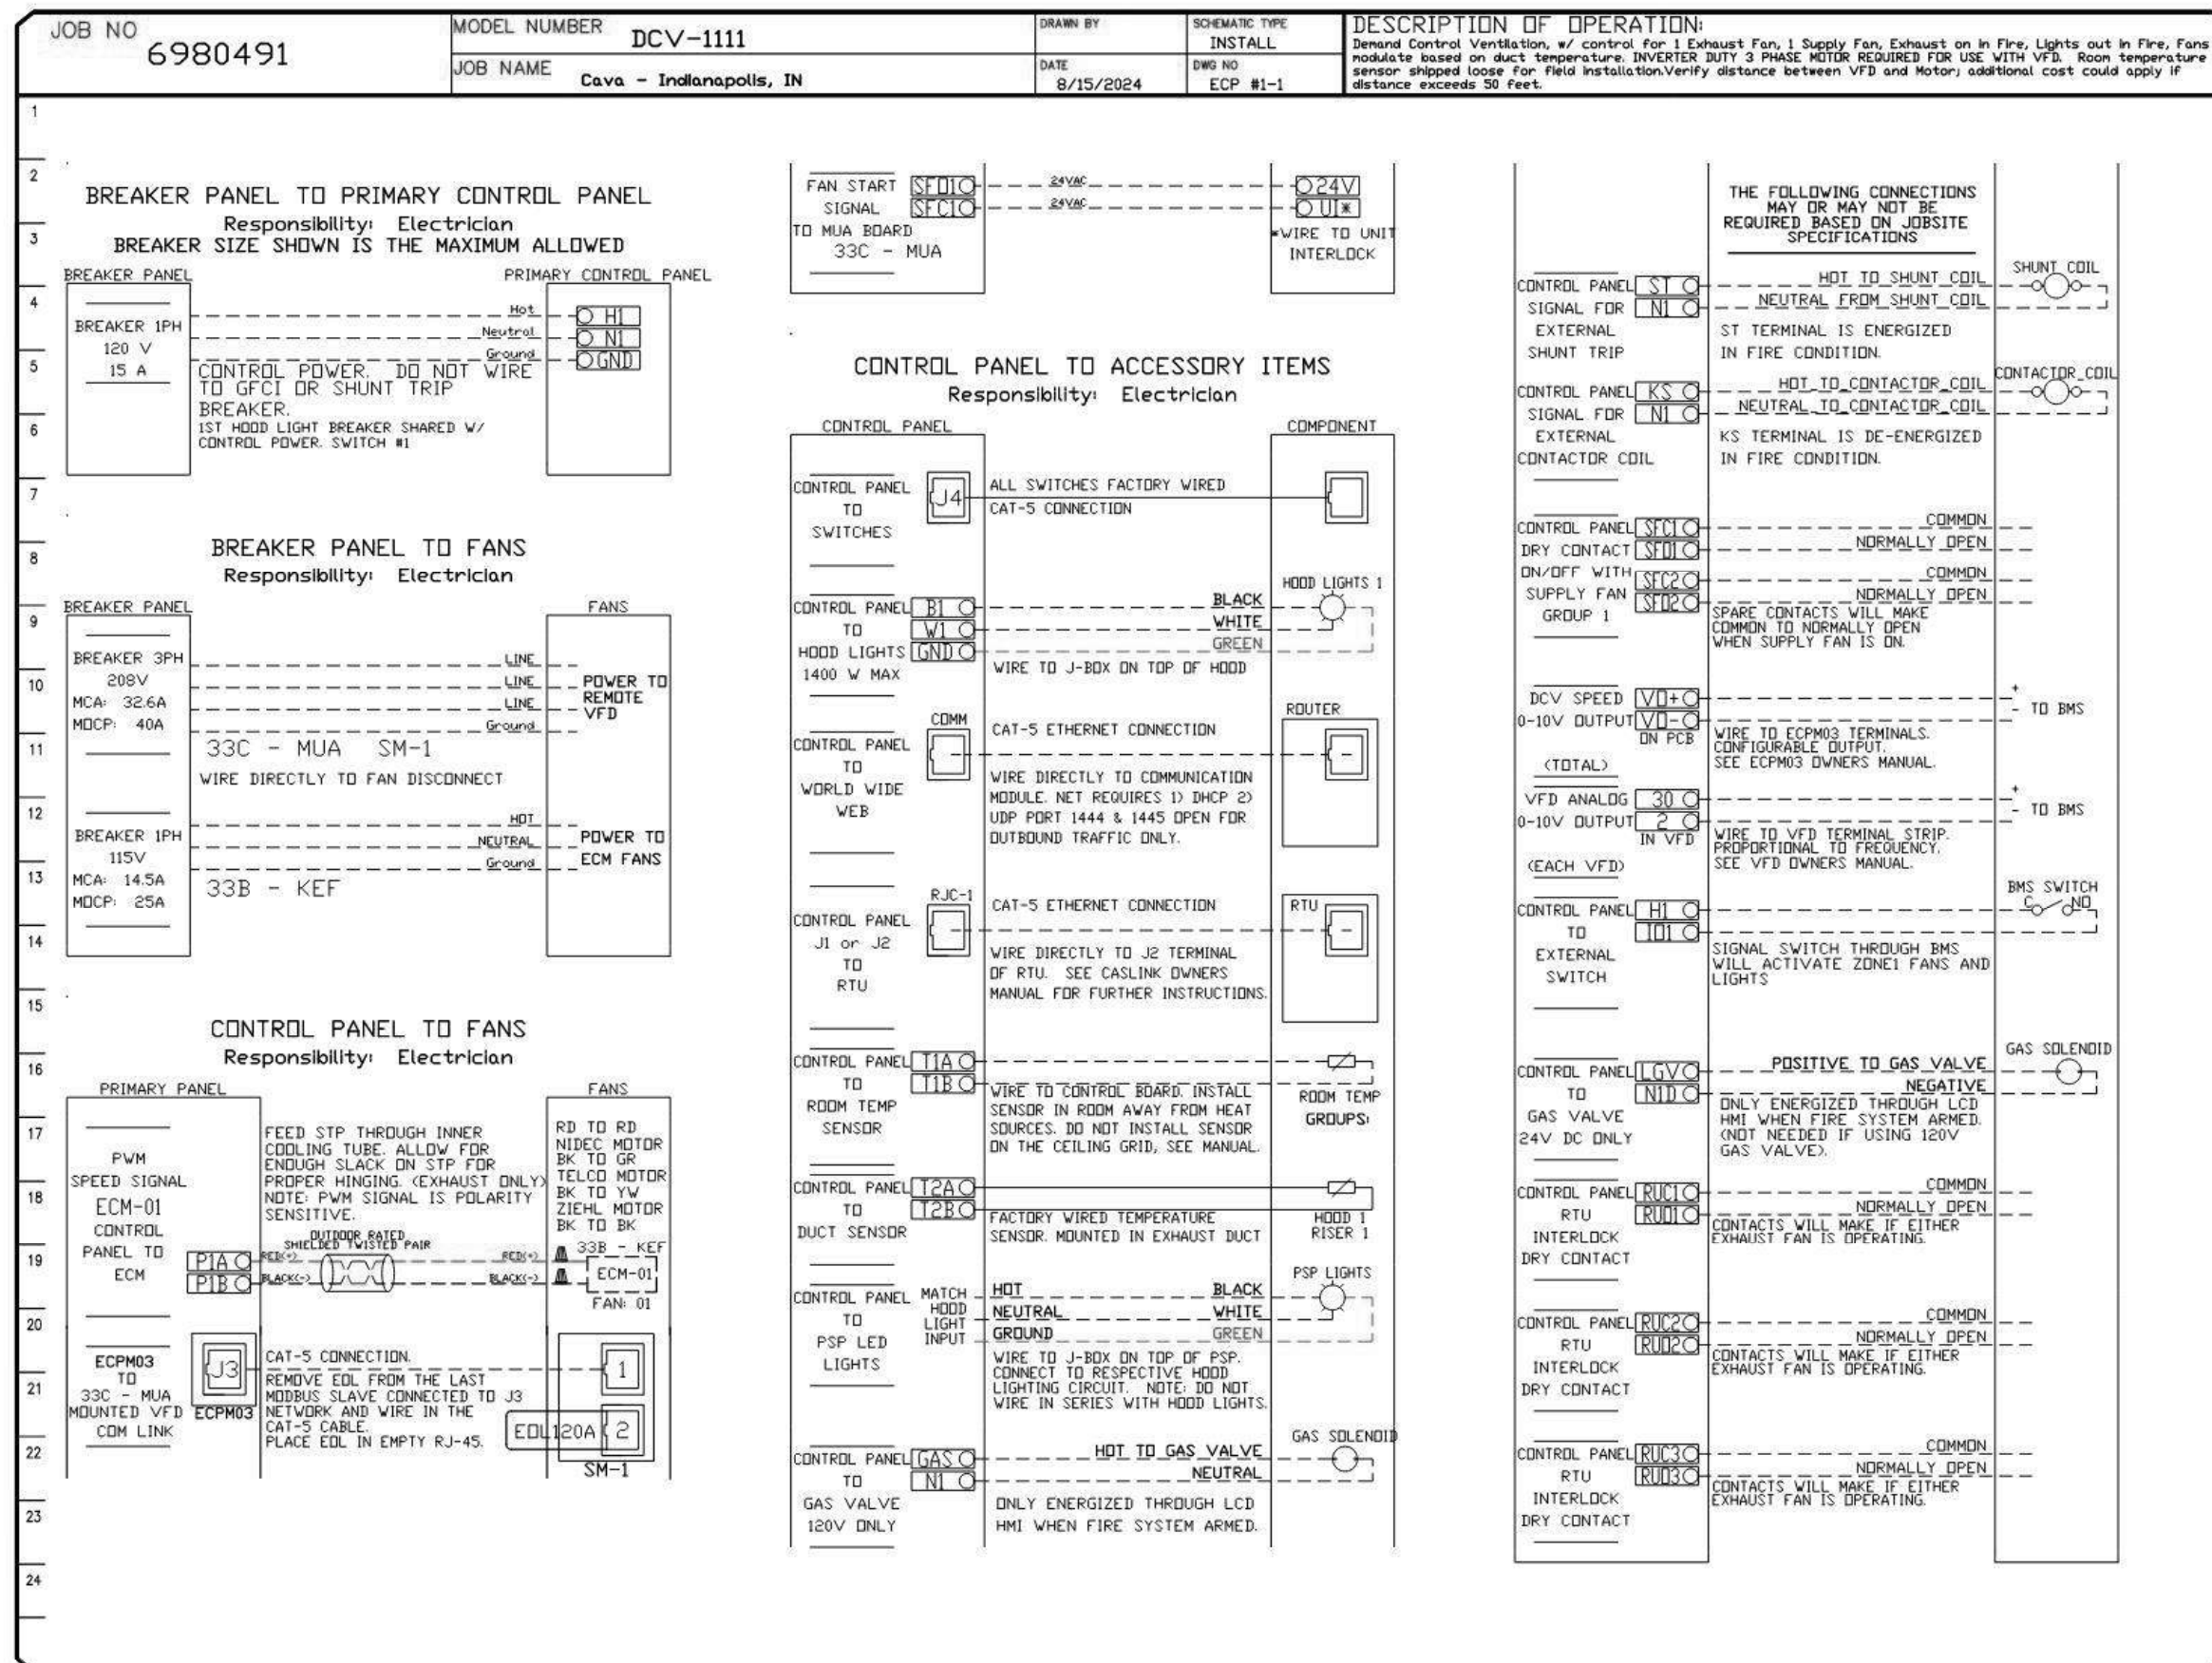 JOB NO
6980491
MODEL NUMBER
DCV-1111
JOB NAME
Cava - Indianapolis, IN
DRAWN BY
SCHEMATIC TYPE
INSTALL
DATE
8/15/2024
DWG NO
ECP #1-1
DESCRIPTION OF OPERATION:
Demand Control Ventilation, w/ control for 1 Exhaust Fan, 1 Supply Fan, Exhaust on in Fire, Lights out in Fire, Fans
modulate based on duct temperature. INVERTER DUTY 3 PHASE MOTOR REQUIRED FOR USE WITH VFD. Room temperature
sensor shipped loose for field installation.Verify distance between VFD and Motor; additional cost could apply if
distance exceeds 50 feet.
1
2
3
4
5
6
7
8
9
10
11
12
13
14
15
16
17
18
19
20
21
22
23
24
BREAKER PANEL TO PRIMARY CONTROL PANEL
Responsibility: Electrician
BREAKER SIZE SHOWN IS THE MAXIMUM ALLOWED
BREAKER PANEL
PRIMARY CONTROL PANEL
BREAKER 1PH
120 V
15 A
Hot
H1
Neutral
N1
Ground
GND
CONTROL POWER. DO NOT WIRE
TO GFCI OR SHUNT TRIP
BREAKER.
1ST HOOD LIGHT BREAKER SHARED W/
CONTROL POWER. SWITCH #1
BREAKER PANEL TO FANS
Responsibility: Electrician
BREAKER PANEL
FANS
BREAKER 3PH
208V
MCA: 32.6A
MOCP: 40A
LINE
LINE
LINE
Ground
POWER TO
REMOTE
VFD
33C - MUA SM-1
WIRE DIRECTLY TO FAN DISCONNECT
BREAKER 1PH
115V
MCA: 14.5A
MOCP: 25A
HOT
NEUTRAL
Ground
POWER TO
ECM FANS
33B - KEF
CONTROL PANEL TO FANS
Responsibility: Electrician
PRIMARY PANEL
FANS
PWM
SPEED SIGNAL
ECM-01
CONTROL
PANEL TO
ECM
P1A
P1B
FEED STP THROUGH INNER
COOLING TUBE. ALLOW FOR
ENOUGH SLACK ON STP FOR
PROPER HINGING. (EXHAUST ONLY)
NOTE: PWM SIGNAL IS POLARITY
SENSITIVE.
OUTDOOR RATED
SHIELDED TWISTED PAIR
RED(+)
RED(+)
BLACK(-)
BLACK(-)
RD TO RD
NIDEC MOTOR
BK TO GR
TELCO MOTOR
BK TO YW
ZIEHL MOTOR
BK TO BK
33B - KEF
ECM-01
FAN: 01
ECPM03
TO
33C - MUA
MOUNTED VFD
COM LINK
J3
ECPM03
CAT-5 CONNECTION.
REMOVE EOL FROM THE LAST
MODBUS SLAVE CONNECTED TO J3
NETWORK AND WIRE IN THE
CAT-5 CABLE.
PLACE EOL IN EMPTY RJ-45.
1
EOL120A
2
SM-1
FAN START
SIGNAL
TO MUA BOARD
33C - MUA
SFO1
SFC1
24VAC
24VAC
24V
UI*
*WIRE TO UNIT
INTERLOCK
CONTROL PANEL TO ACCESSORY ITEMS
Responsibility: Electrician
CONTROL PANEL
COMPONENT
CONTROL PANEL
TO
SWITCHES
J4
ALL SWITCHES FACTORY WIRED
CAT-5 CONNECTION
CONTROL PANEL
TO
HOOD LIGHTS
1400 W MAX
B1
W1
GND
BLACK
WHITE
GREEN
HOOD LIGHTS 1
WIRE TO J-BOX ON TOP OF HOOD
CONTROL PANEL
TO
WORLD WIDE
WEB
COMM
CAT-5 ETHERNET CONNECTION
ROUTER
WIRE DIRECTLY TO COMMUNICATION
MODULE. NET REQUIRES 1) DHCP 2)
UDP PORT 1444 & 1445 OPEN FOR
OUTBOUND TRAFFIC ONLY.
CONTROL PANEL
J1 or J2
TO
RTU
RJC-1
CAT-5 ETHERNET CONNECTION
RTU
WIRE DIRECTLY TO J2 TERMINAL
OF RTU. SEE CASLINK OWNERS
MANUAL FOR FURTHER INSTRUCTIONS.
CONTROL PANEL
TO
ROOM TEMP
SENSOR
T1A
T1B
WIRE TO CONTROL BOARD. INSTALL
SENSOR IN ROOM AWAY FROM HEAT
SOURCES. DO NOT INSTALL SENSOR
ON THE CEILING GRID, SEE MANUAL.
ROOM TEMP
GROUPS:
CONTROL PANEL
TO
DUCT SENSOR
T2A
T2B
FACTORY WIRED TEMPERATURE
SENSOR. MOUNTED IN EXHAUST DUCT
HOOD 1
RISER 1
CONTROL PANEL
TO
PSP LED
LIGHTS
MATCH
HOOD
LIGHT
INPUT
HOT
NEUTRAL
GROUND
BLACK
WHITE
GREEN
PSP LIGHTS
WIRE TO J-BOX ON TOP OF PSP.
CONNECT TO RESPECTIVE HOOD
LIGHTING CIRCUIT. NOTE: DO NOT
WIRE IN SERIES WITH HOOD LIGHTS.
CONTROL PANEL
TO
GAS VALVE
120V ONLY
GAS
N1
HOT TO GAS VALVE
NEUTRAL
GAS SOLENOID
ONLY ENERGIZED THROUGH LCD
HMI WHEN FIRE SYSTEM ARMED.
THE FOLLOWING CONNECTIONS
MAY OR MAY NOT BE
REQUIRED BASED ON JOBSITE
SPECIFICATIONS
CONTROL PANEL
SIGNAL FOR
EXTERNAL
SHUNT TRIP
ST
N1
HOT TO SHUNT COIL
NEUTRAL FROM SHUNT COIL
SHUNT COIL
ST TERMINAL IS ENERGIZED
IN FIRE CONDITION.
CONTROL PANEL
SIGNAL FOR
EXTERNAL
CONTACTOR COIL
KS
N1
HOT TO CONTACTOR COIL
NEUTRAL TO CONTACTOR COIL
CONTACTOR COIL
KS TERMINAL IS DE-ENERGIZED
IN FIRE CONDITION.
CONTROL PANEL
DRY CONTACT
ON/OFF WITH
SUPPLY FAN
GROUP 1
SFC1
SFO1
SFC2
SFO2
COMMON
NORMALLY OPEN
COMMON
NORMALLY OPEN
SPARE CONTACTS WILL MAKE
COMMON TO NORMALLY OPEN
WHEN SUPPLY FAN IS ON.
DCV SPEED
0-10V OUTPUT
VO+
VO-
ON PCB
(TOTAL)
WIRE TO ECPM03 TERMINALS.
CONFIGURABLE OUTPUT.
SEE ECPM03 OWNERS MANUAL.
+
- TO BMS
VFD ANALOG
0-10V OUTPUT
30
2
IN VFD
(EACH VFD)
WIRE TO VFD TERMINAL STRIP.
PROPORTIONAL TO FREQUENCY.
SEE VFD OWNERS MANUAL.
+
- TO BMS
CONTROL PANEL
TO
EXTERNAL
SWITCH
H1
IO1
BMS SWITCH
C NO
SIGNAL SWITCH THROUGH BMS
WILL ACTIVATE ZONE1 FANS AND
LIGHTS
CONTROL PANEL
TO
GAS VALVE
24V DC ONLY
LGV
N1D
POSITIVE TO GAS VALVE
NEGATIVE
GAS SOLENOID
ONLY ENERGIZED THROUGH LCD
HMI WHEN FIRE SYSTEM ARMED.
(NOT NEEDED IF USING 120V
GAS VALVE).
CONTROL PANEL
RTU
INTERLOCK
DRY CONTACT
RUC1
RUO1
COMMON
NORMALLY OPEN
CONTACTS WILL MAKE IF EITHER
EXHAUST FAN IS OPERATING.
CONTROL PANEL
RTU
INTERLOCK
DRY CONTACT
RUC2
RUO2
COMMON
NORMALLY OPEN
CONTACTS WILL MAKE IF EITHER
EXHAUST FAN IS OPERATING.
CONTROL PANEL
RTU
INTERLOCK
DRY CONTACT
RUC3
RUO3
COMMON
NORMALLY OPEN
CONTACTS WILL MAKE IF EITHER
EXHAUST FAN IS OPERATING.